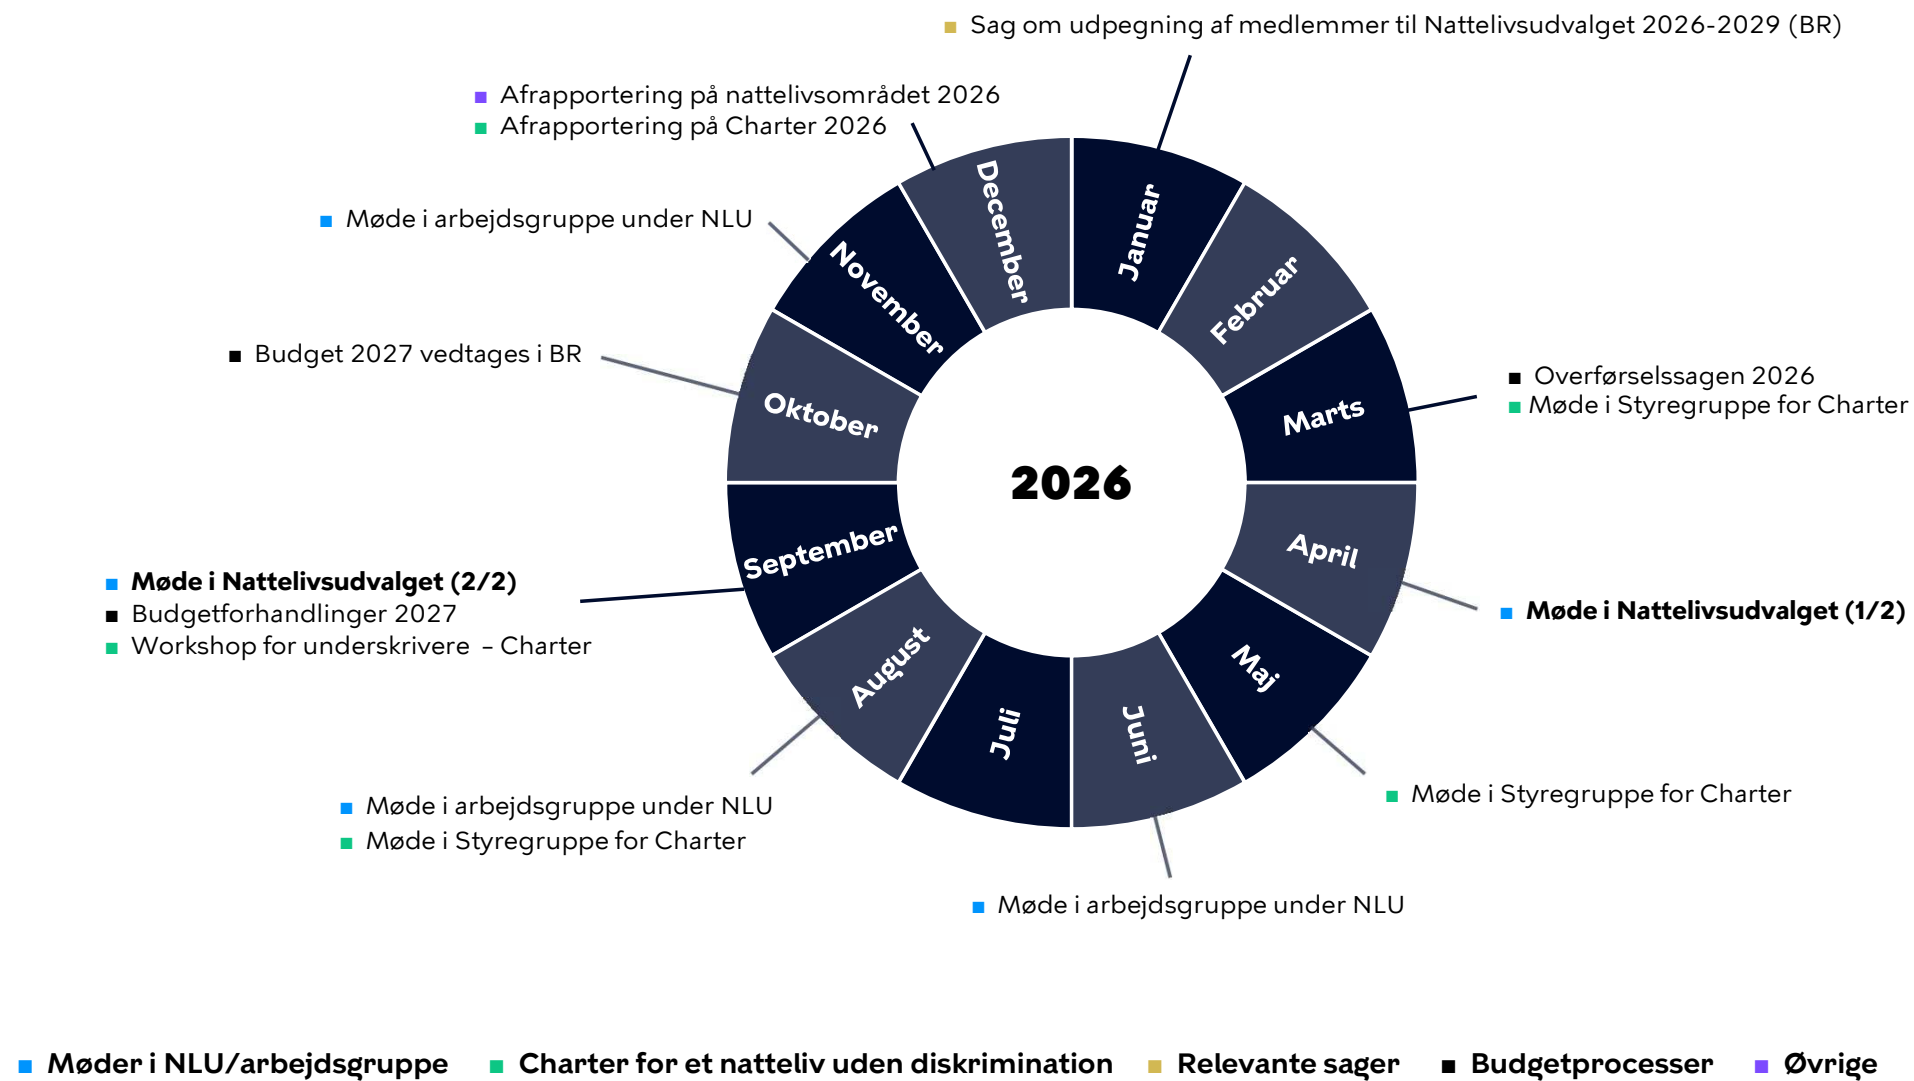 Sag om udpegning af medlemmer til Nattelivsudvalget 2026-2029 (BR)
Afrapportering på nattelivsområdet 2026
Afrapportering på Charter 2026
Møde i arbejdsgruppe under NLU
Budget 2027 vedtages i BR
Overførselssagen 2026
Møde i Styregruppe for Charter
Januar
Februar
Marts
April
Maj
Juni
Juli
August
September
Oktober
November
December
2026
Møde i Nattelivsudvalget (2/2)
Budgetforhandlinger 2027
Workshop for underskrivere – Charter
Møde i Nattelivsudvalget (1/2)
Møde i arbejdsgruppe under NLU
Møde i Styregruppe for Charter
Møde i Styregruppe for Charter
Møde i arbejdsgruppe under NLU
Møder i NLU/arbejdsgruppe
Charter for et natteliv uden diskrimination
Relevante sager
Budgetprocesser
Øvrige